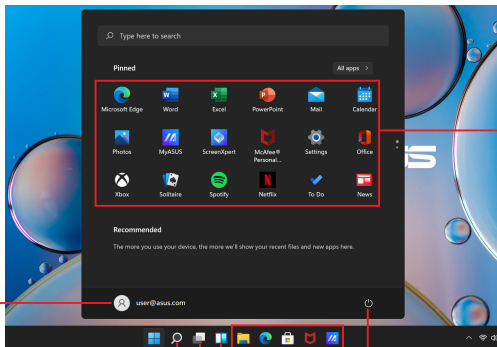 Type here to search
Pinned
All apps >
Microsoft Edge
Word
Excel
PowerPoint
Mail
Calendar
Photos
MyASUS
ScreenXpert
McAfee®
Personal...
Settings
Office
Xbox
Solitaire
Spotify
Netflix
To Do
News
Recommended
The more you use your device, the more we'll show your recent files and new apps here.
user@asus.com